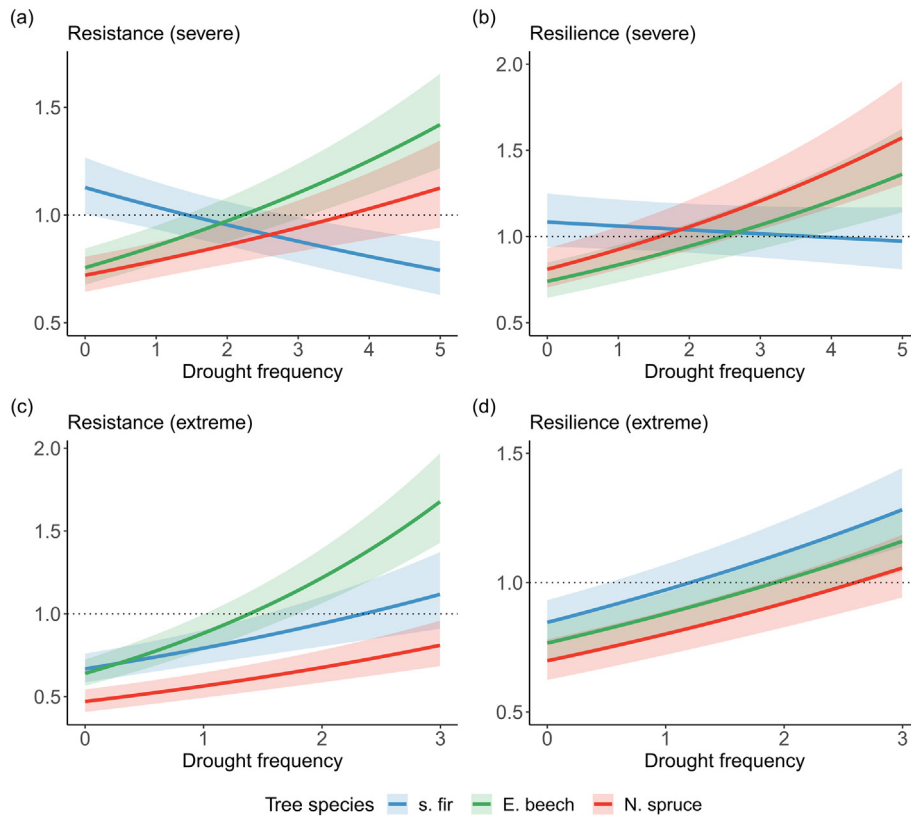 (a)
Resistance (severe)
1.5
1.0
0.5
0 1 2 3 4 5
Drought frequency
(b)
Resilience (severe)
2.0
1.5
1.0
0.5
0 1 2 3 4 5
Drought frequency
(c)
Resistance (extreme)
2.0
1.5
1.0
0.5
0 1 2 3
Drought frequency
(d)
Resilience (extreme)
1.5
1.0
0.5
0 1 2 3
Drought frequency
Tree species s. fir E. beech N. spruce